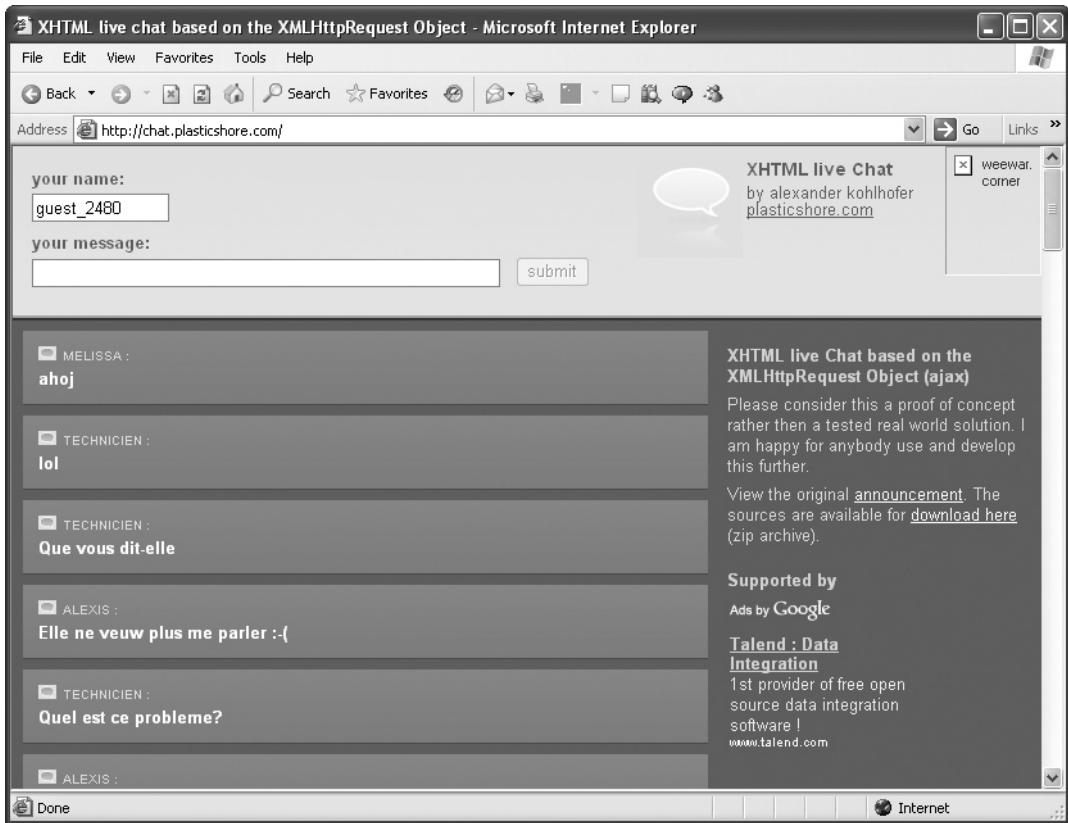 XHTML live chat based on the XMLHttpRequest Object - Microsoft Internet Explorer
File Edit View Favorites Tools Help
Back Search Favorites
Address http://chat.plasticshore.com/ Go Links »
your name:
guest_2480
your message:
submit
XHTML live Chat
by alexander kohlhofer
plasticshore.com
weewar.
corner
MELISSA :
ahoj
TECHNICIEN :
lol
TECHNICIEN :
Que vous dit-elle
ALEXIS :
Elle ne veuw plus me parler :-(
TECHNICIEN :
Quel est ce probleme?
ALEXIS :
XHTML live Chat based on the
XMLHttpRequest Object (ajax)
Please consider this a proof of concept
rather then a tested real world solution. I
am happy for anybody use and develop
this further.
View the original announcement. The
sources are available for download here
(zip archive).
Supported by
Ads by Google
Talend : Data
Integration
1st provider of free open
source data integration
software !
www.talend.com
Done Internet